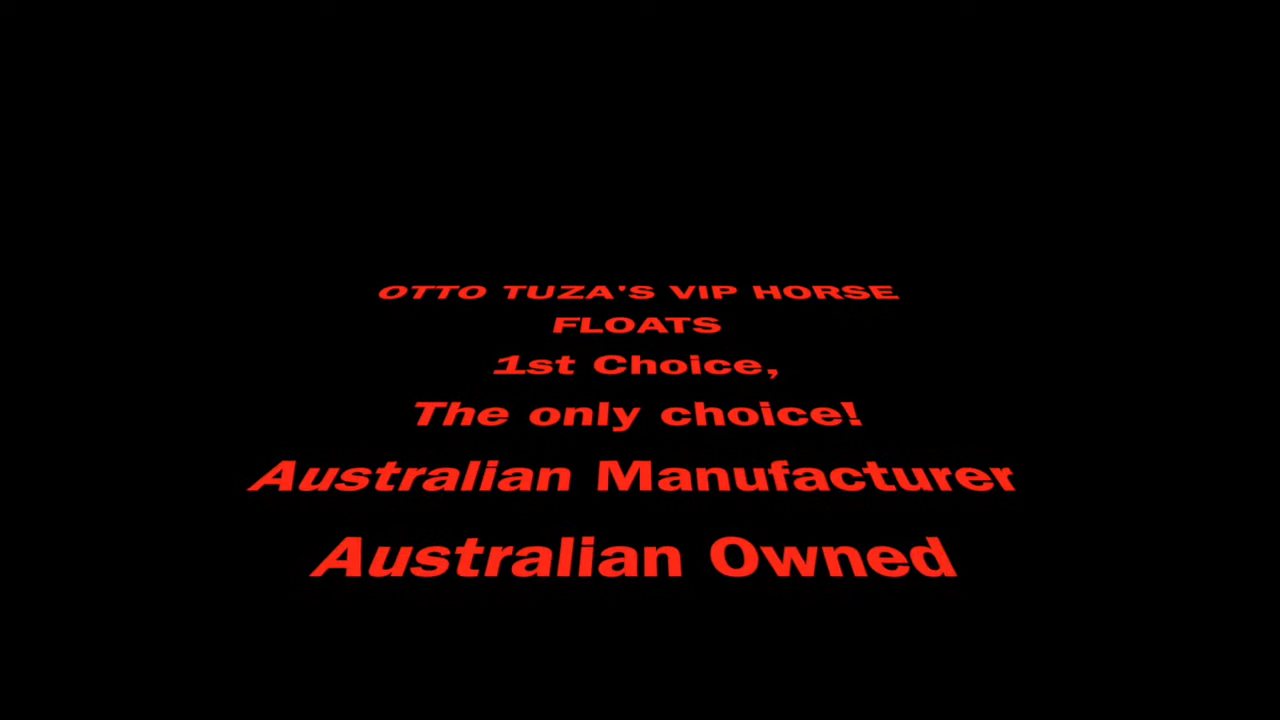 OTTO TUZA'S VIP HORSE
FLOATS
1st Choice,
The only choice!
Australian Manufacturer
Australian Owned